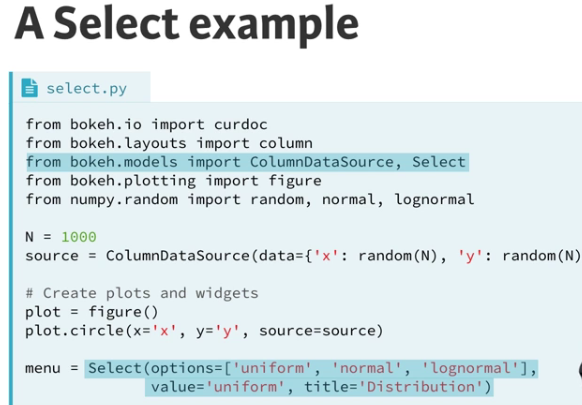 A Select example
select.py
from bokeh.io import curdoc
from bokeh.layouts import column
from bokeh.models import ColumnDataSource, Select
from bokeh.plotting import figure
from numpy.random import random, normal, lognormal
N = 1000
source = ColumnDataSource(data={'x': random(N), 'y': random(N)
# Create plots and widgets
plot = figure()
plot.circle(x='x', y='y', source=source)
menu = Select(options=['uniform', 'normal', 'lognormal'],
value='uniform', title='Distribution')